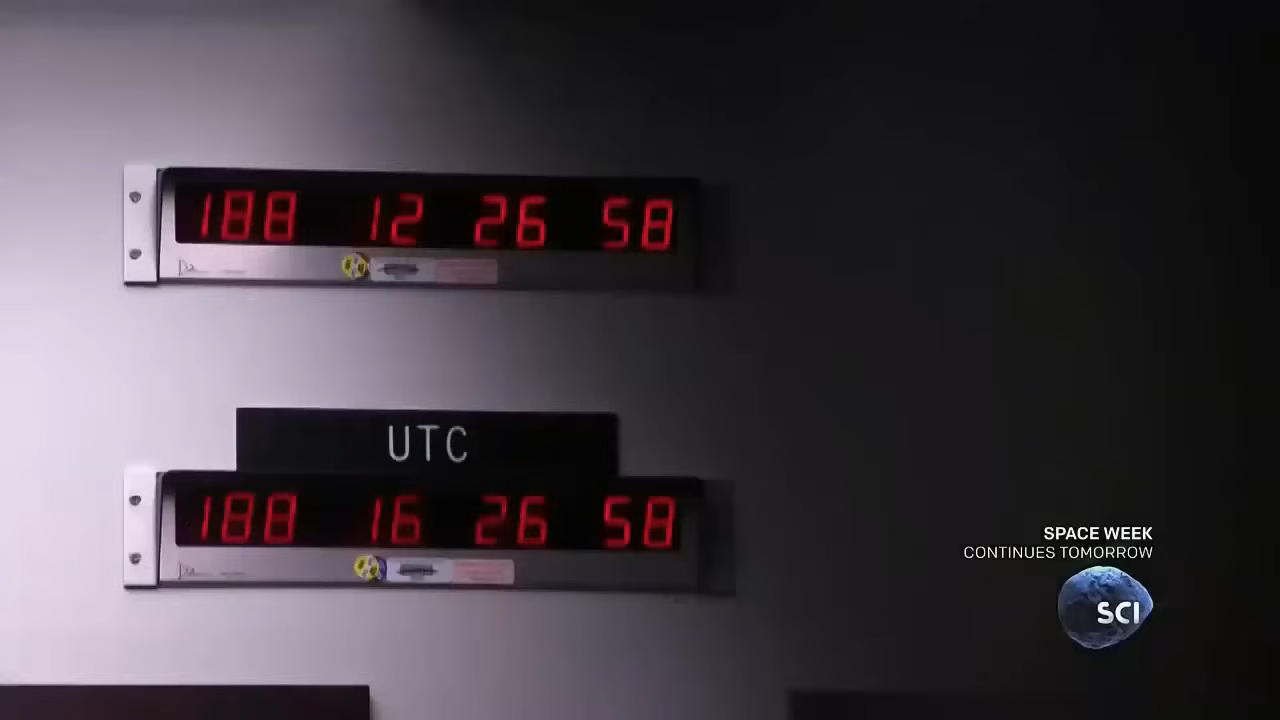 188 12 26 58
UTC
188 16 26 58
SPACE WEEK
CONTINUES TOMORROW
SCI